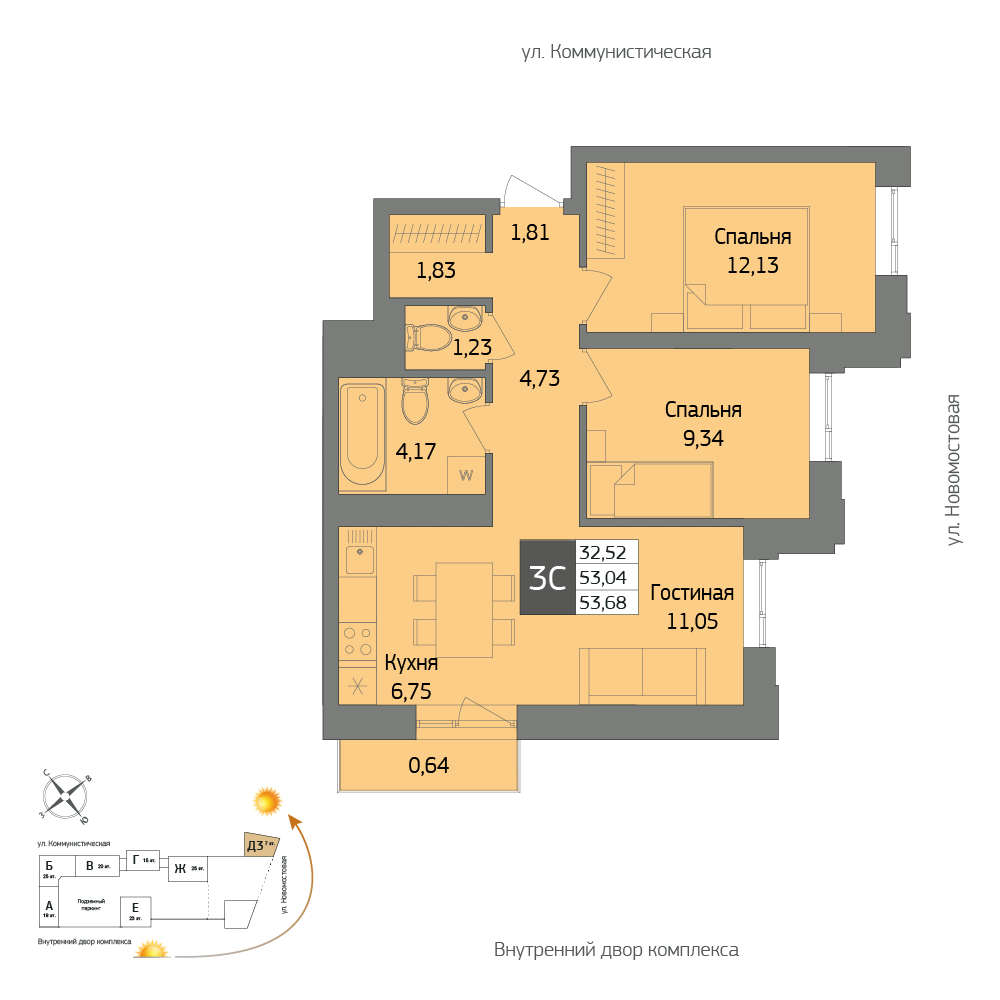 ул. Коммунистическая
1,81
1,83
Спальня
12,13
1,23
4,73
Спальня
9,34
4,17
W
ул. Новомостовая
3С
32,52
53,04
53,68
Гостиная
11,05
Кухня
6,75
0,64
С
В
З
Ю
ул. Коммунистическая
Д3 7 эт.
Б
25 эт.
В 20 эт.
Г 15 эт.
Ж 25 эт.
А
19 эт.
Подземный
паркинг
Е
23 эт.
ул. Новомостовая
Внутренний двор комплекса
Внутренний двор комплекса